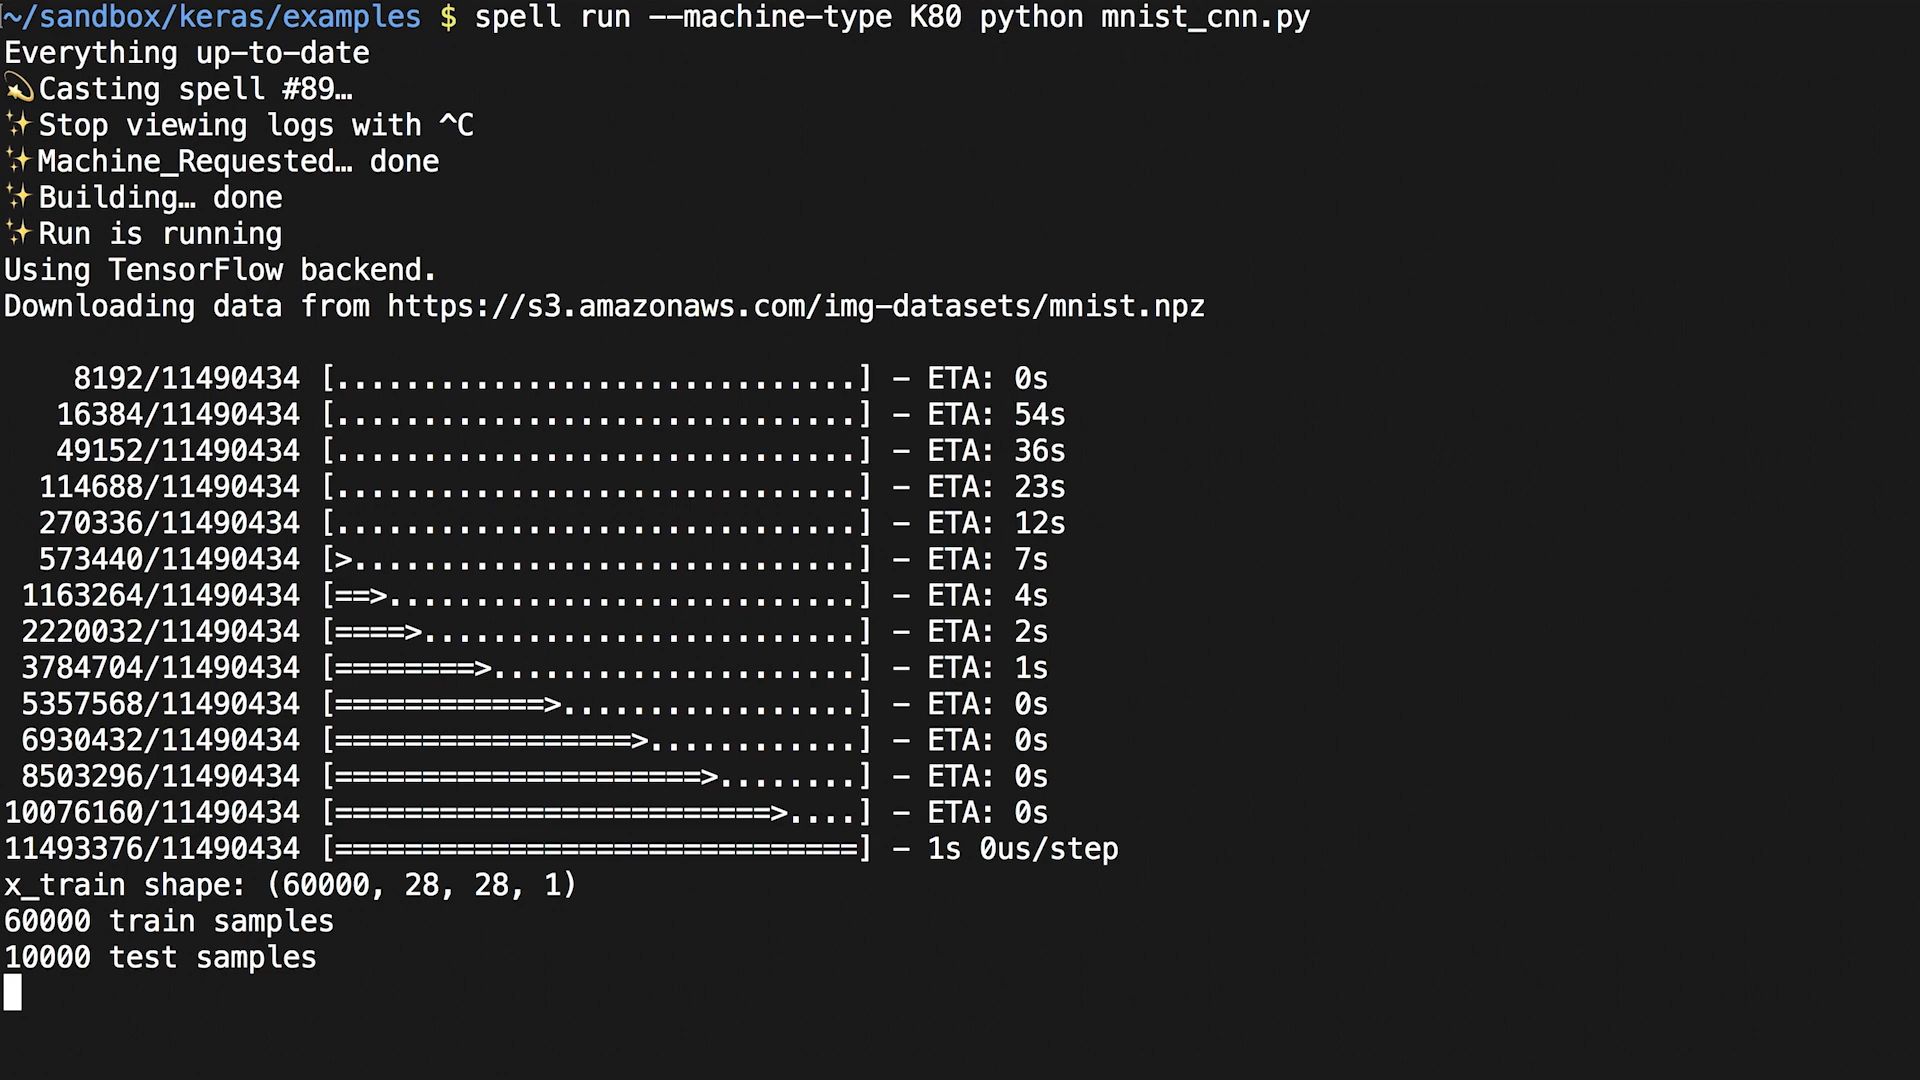 ~/sandbox/keras/examples $ spell run --machine-type K80 python mnist_cnn.py
Everything up-to-date
💫Casting spell #89…
✨Stop viewing logs with ^C
✨Machine_Requested… done
✨Building… done
✨Run is running
Using TensorFlow backend.
Downloading data from https://s3.amazonaws.com/img-datasets/mnist.npz
8192/11490434 [..............................] - ETA: 0s
16384/11490434 [..............................] - ETA: 54s
49152/11490434 [..............................] - ETA: 36s
114688/11490434 [..............................] - ETA: 23s
270336/11490434 [..............................] - ETA: 12s
573440/11490434 [>.............................] - ETA: 7s
1163264/11490434 [==>...........................] - ETA: 4s
2220032/11490434 [====>.........................] - ETA: 2s
3784704/11490434 [========>.....................] - ETA: 1s
5357568/11490434 [============>.................] - ETA: 0s
6930432/11490434 [=================>............] - ETA: 0s
8503296/11490434 [=====================>........] - ETA: 0s
10076160/11490434 [=========================>....] - ETA: 0s
11493376/11490434 [==============================] - 1s 0us/step
x_train shape: (60000, 28, 28, 1)
60000 train samples
10000 test samples